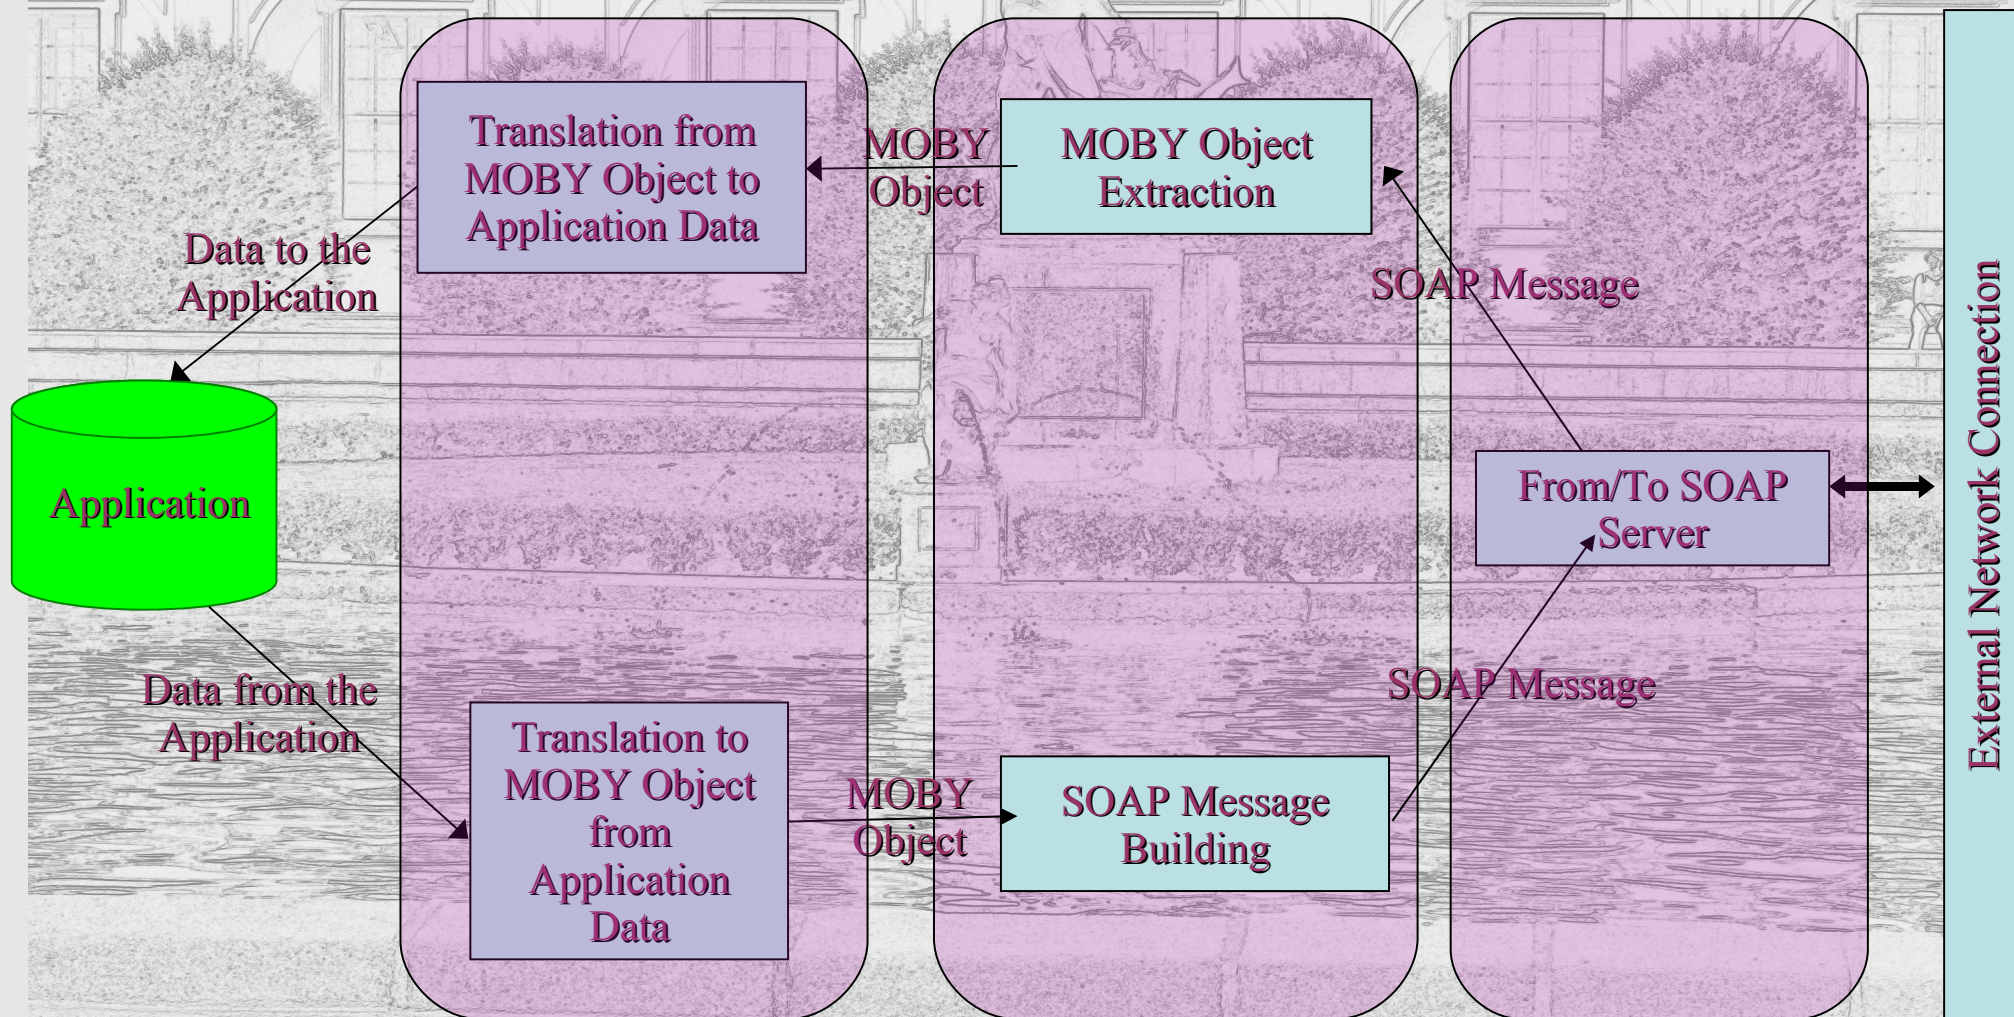 Translation from
MOBY Object to
Application Data
MOBY
Object
MOBY Object
Extraction
Data to the
Application
SOAP Message
Application
From/To SOAP
Server
External Network Connection
Data from the
Application
SOAP Message
Translation to
MOBY Object
from
Application
Data
MOBY
Object
SOAP Message
Building